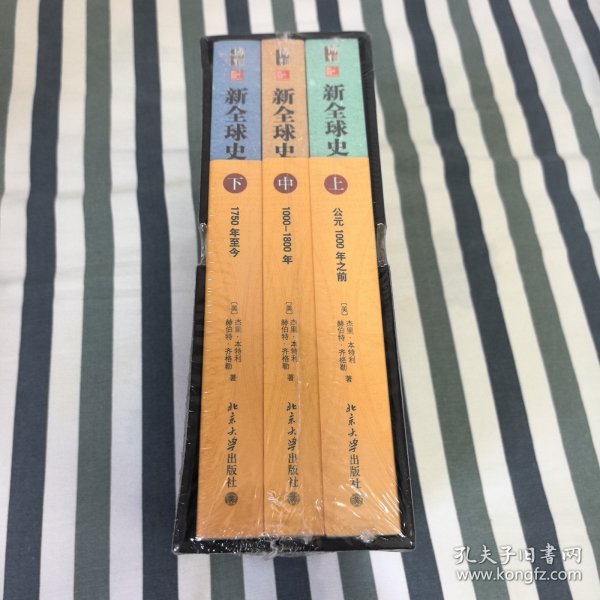 新全球史
下
1750 年至今
[美] 杰里·本特利
赫伯特·齐格勒 著
北京大学出版社
新全球史
中
1000—1800 年
[美] 杰里·本特利
赫伯特·齐格勒 著
北京大学出版社
新全球史
上
公元 1000 年之前
[美] 杰里·本特利
赫伯特·齐格勒 著
北京大学出版社
孔夫子旧书网
www.kongfz.com